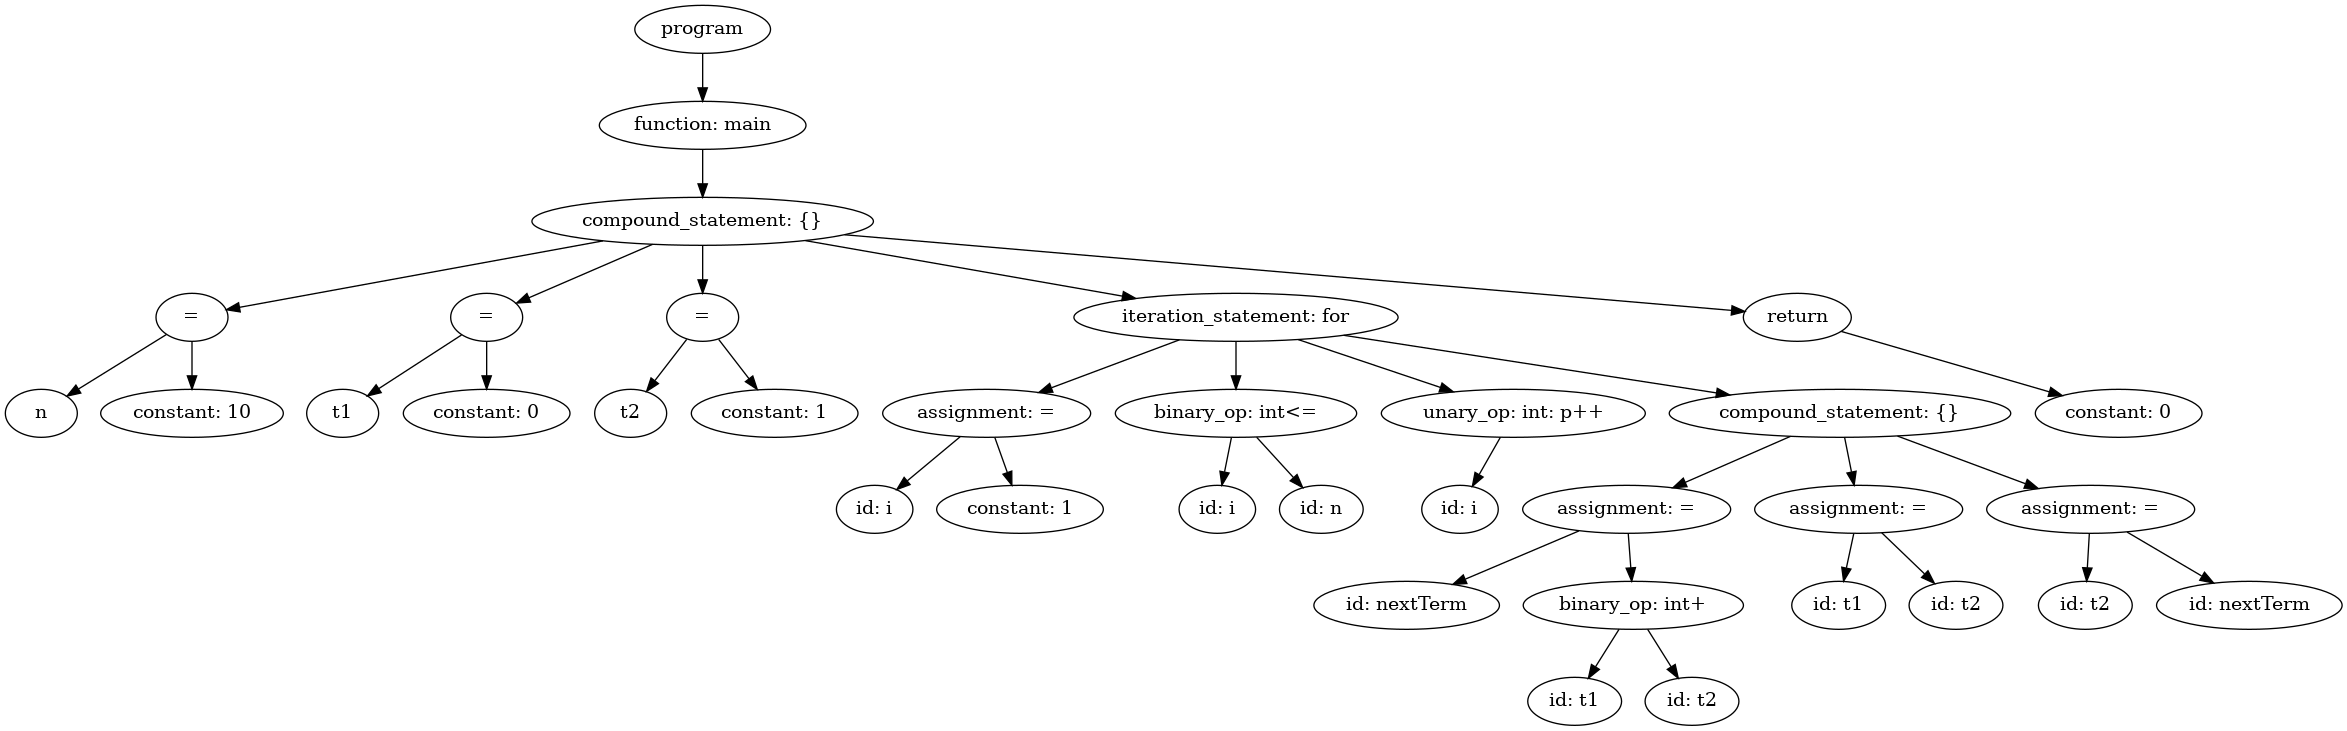 program
function: main
compound_statement: {}
=
=
=
iteration_statement: for
return
n
constant: 10
t1
constant: 0
t2
constant: 1
assignment: =
binary_op: int<=
unary_op: int: p++
compound_statement: {}
constant: 0
id: i
constant: 1
id: i
id: n
id: i
assignment: =
assignment: =
assignment: =
id: nextTerm
binary_op: int+
id: t1
id: t2
id: t2
id: nextTerm
id: t1
id: t2